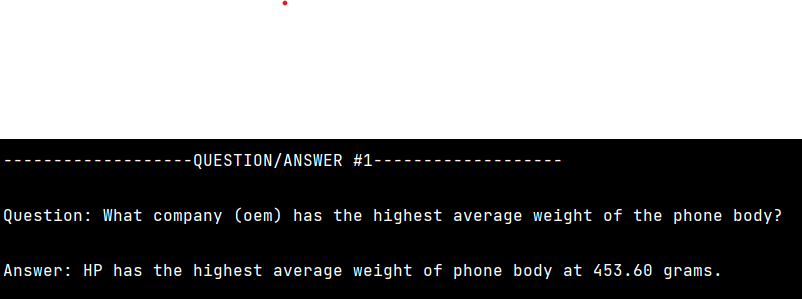 -------------------QUESTION/ANSWER #1-------------------
Question: What company (oem) has the highest average weight of the phone body?
Answer: HP has the highest average weight of phone body at 453.60 grams.